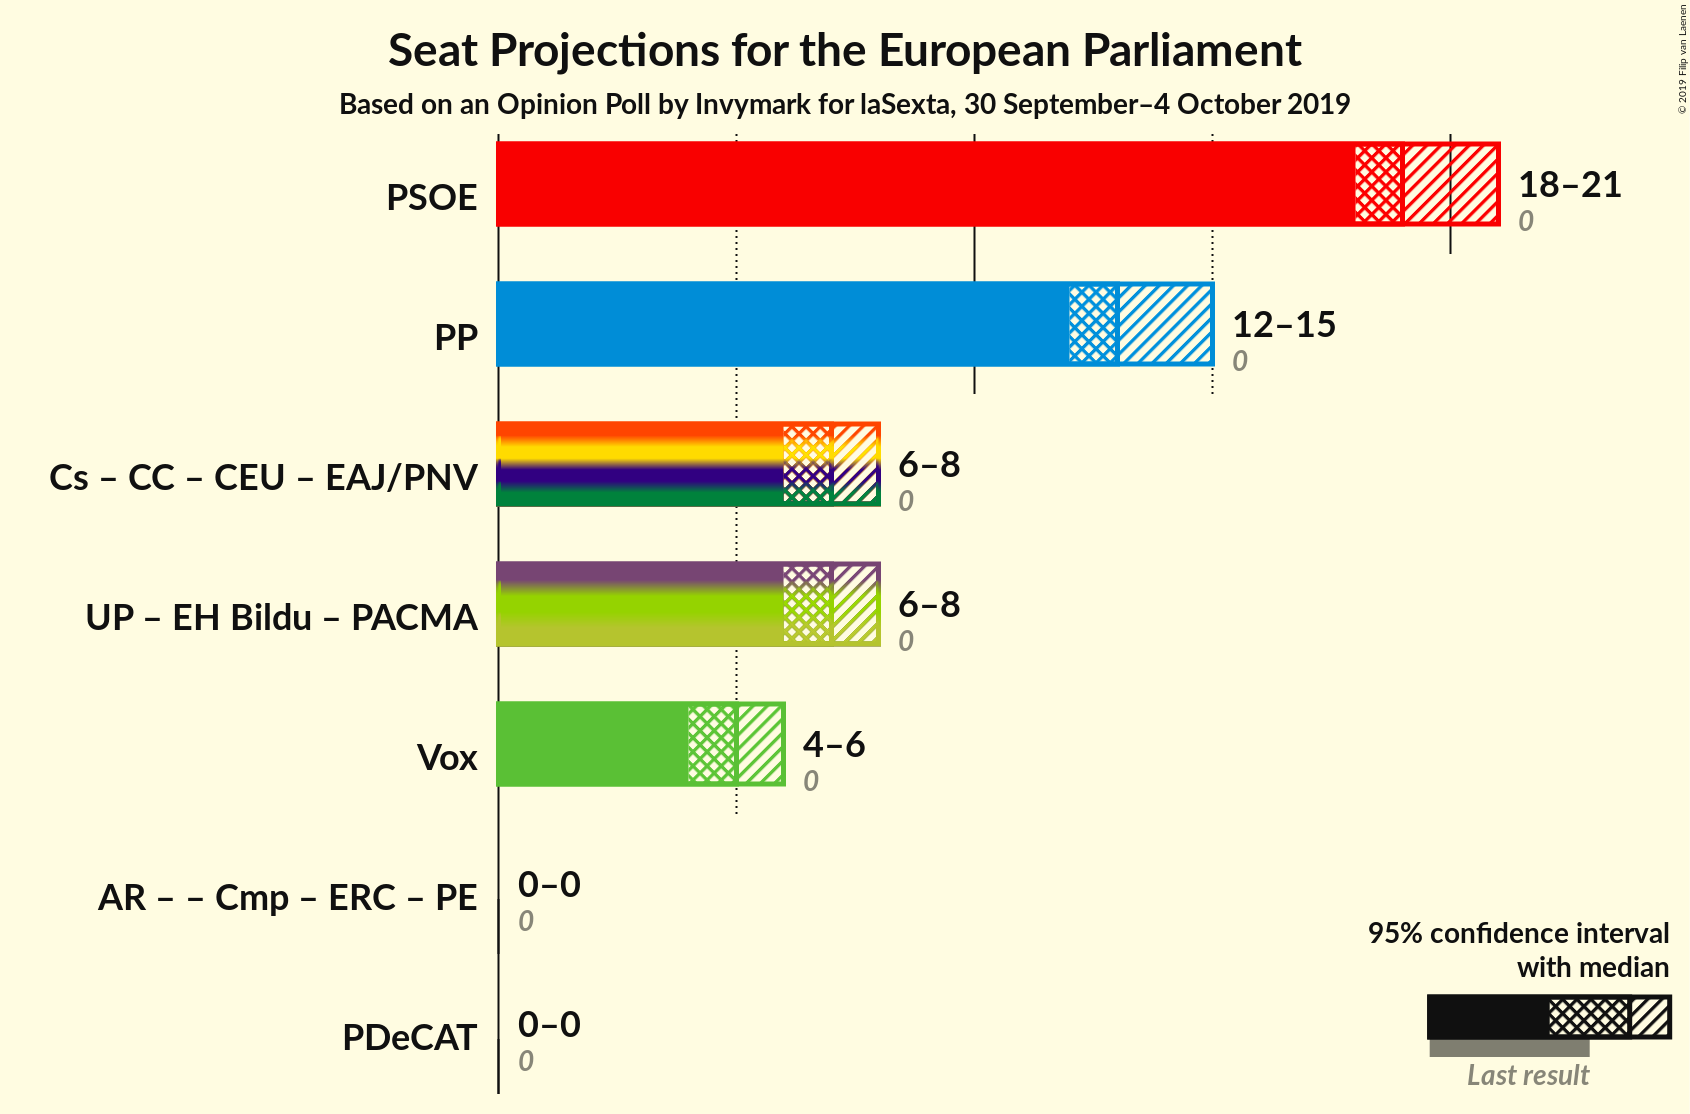 Seat Projections for the European Parliament
Based on an Opinion Poll by Invymark for laSexta, 30 September–4 October 2019
© 2019 Filip van Laenen
PSOE
18–21
0
PP
12–15
0
Cs – CC – CEU – EAJ/PNV
6–8
0
UP – EH Bildu – PACMA
6–8
0
Vox
4–6
0
AR – – Cmp – ERC – PE
0–0
0
PDeCAT
0–0
0
95% confidence interval
with median
Last result